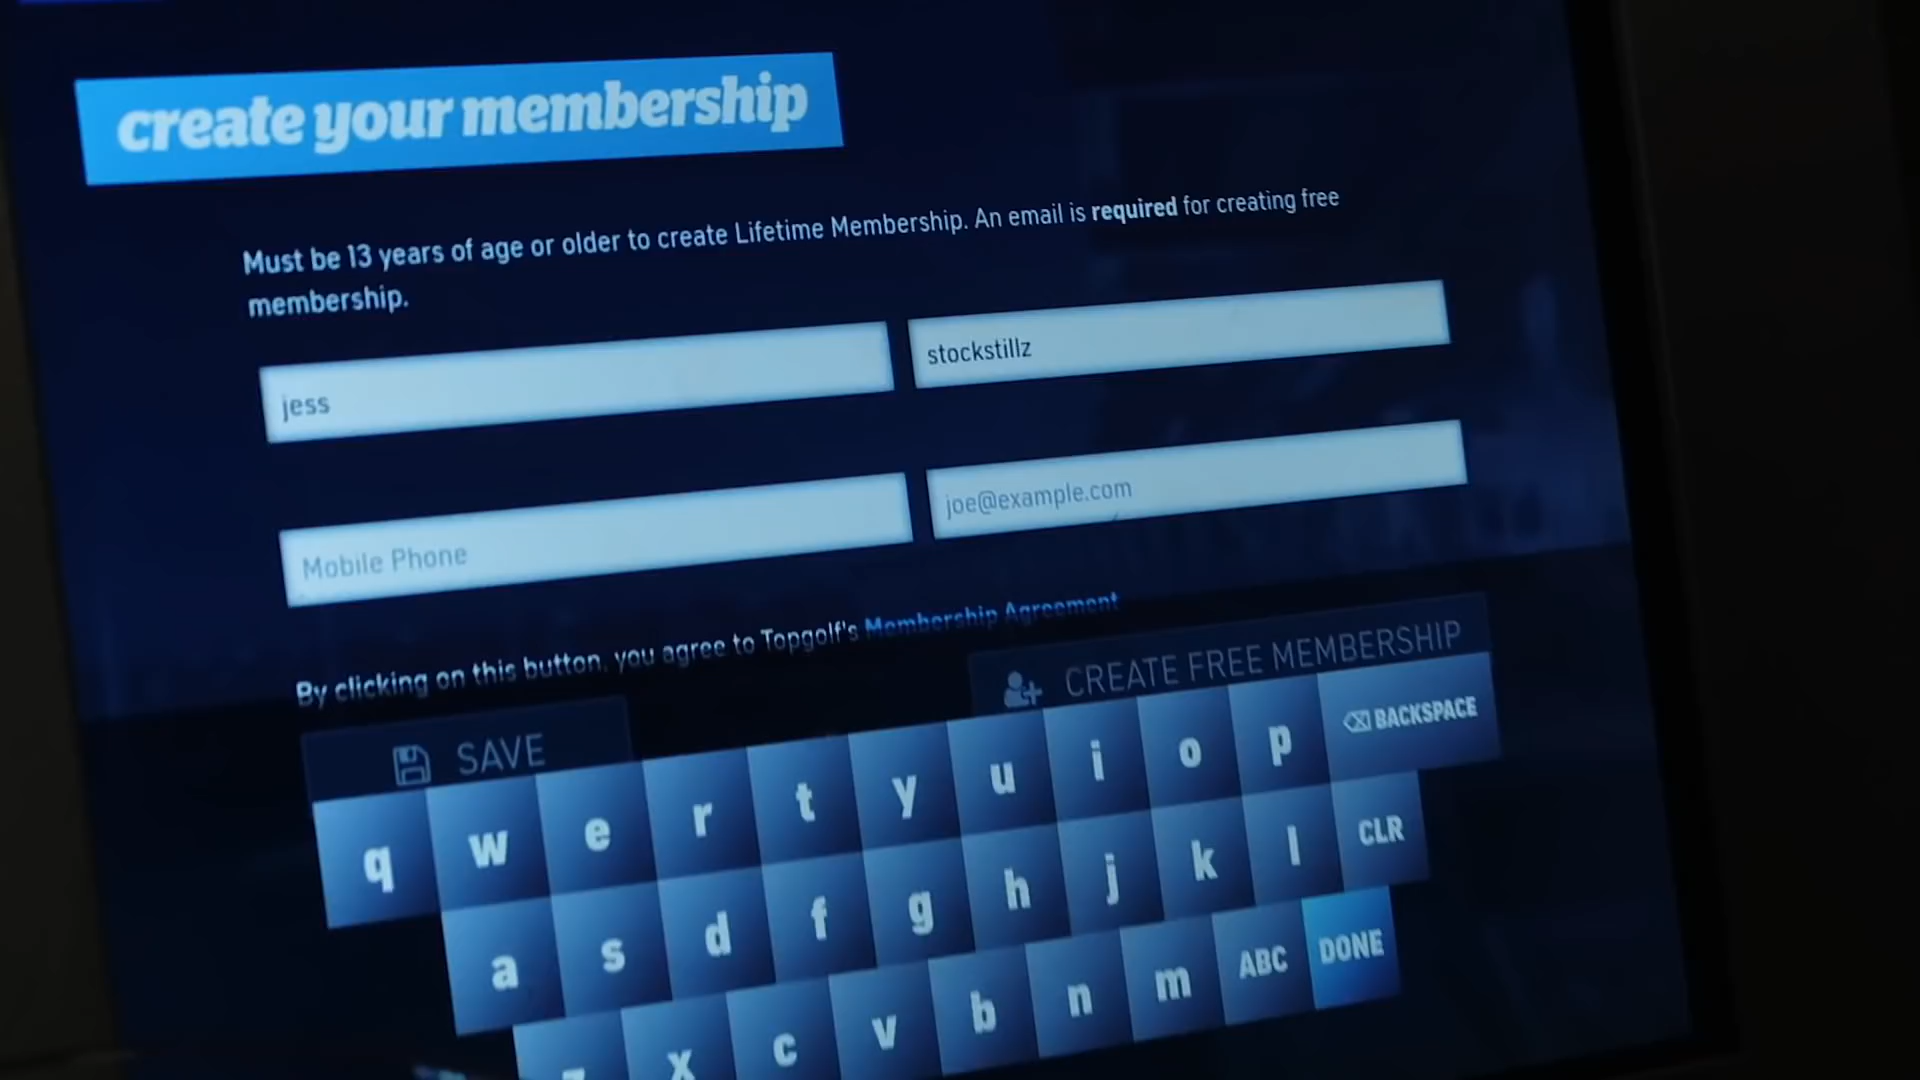 create your membership
Must be 13 years of age or older to create Lifetime Membership. An email is required for creating free
membership.
jess
stockstillz
Mobile Phone
joe@example.com
By clicking on this button, you agree to Topgolf's Membership Agreement
SAVE
CREATE FREE MEMBERSHIP
q w e r t y u i o p BACKSPACE
a s d f g h j k l CLR
z x c v b n m ABC DONE